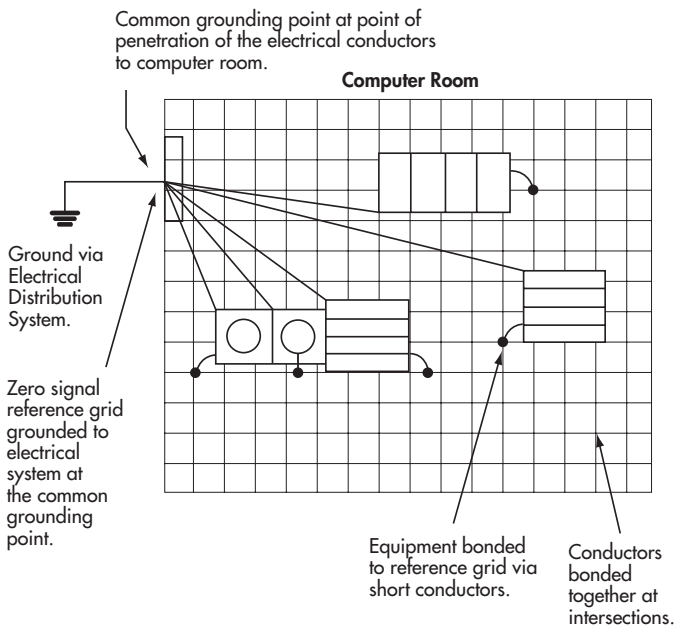 Common grounding point at point of
penetration of the electrical conductors
to computer room.
Computer Room
Ground via
Electrical
Distribution
System.
Zero signal
reference grid
grounded to
electrical
system at
the common
grounding
point.
Equipment bonded
to reference grid via
short conductors.
Conductors
bonded
together at
intersections.